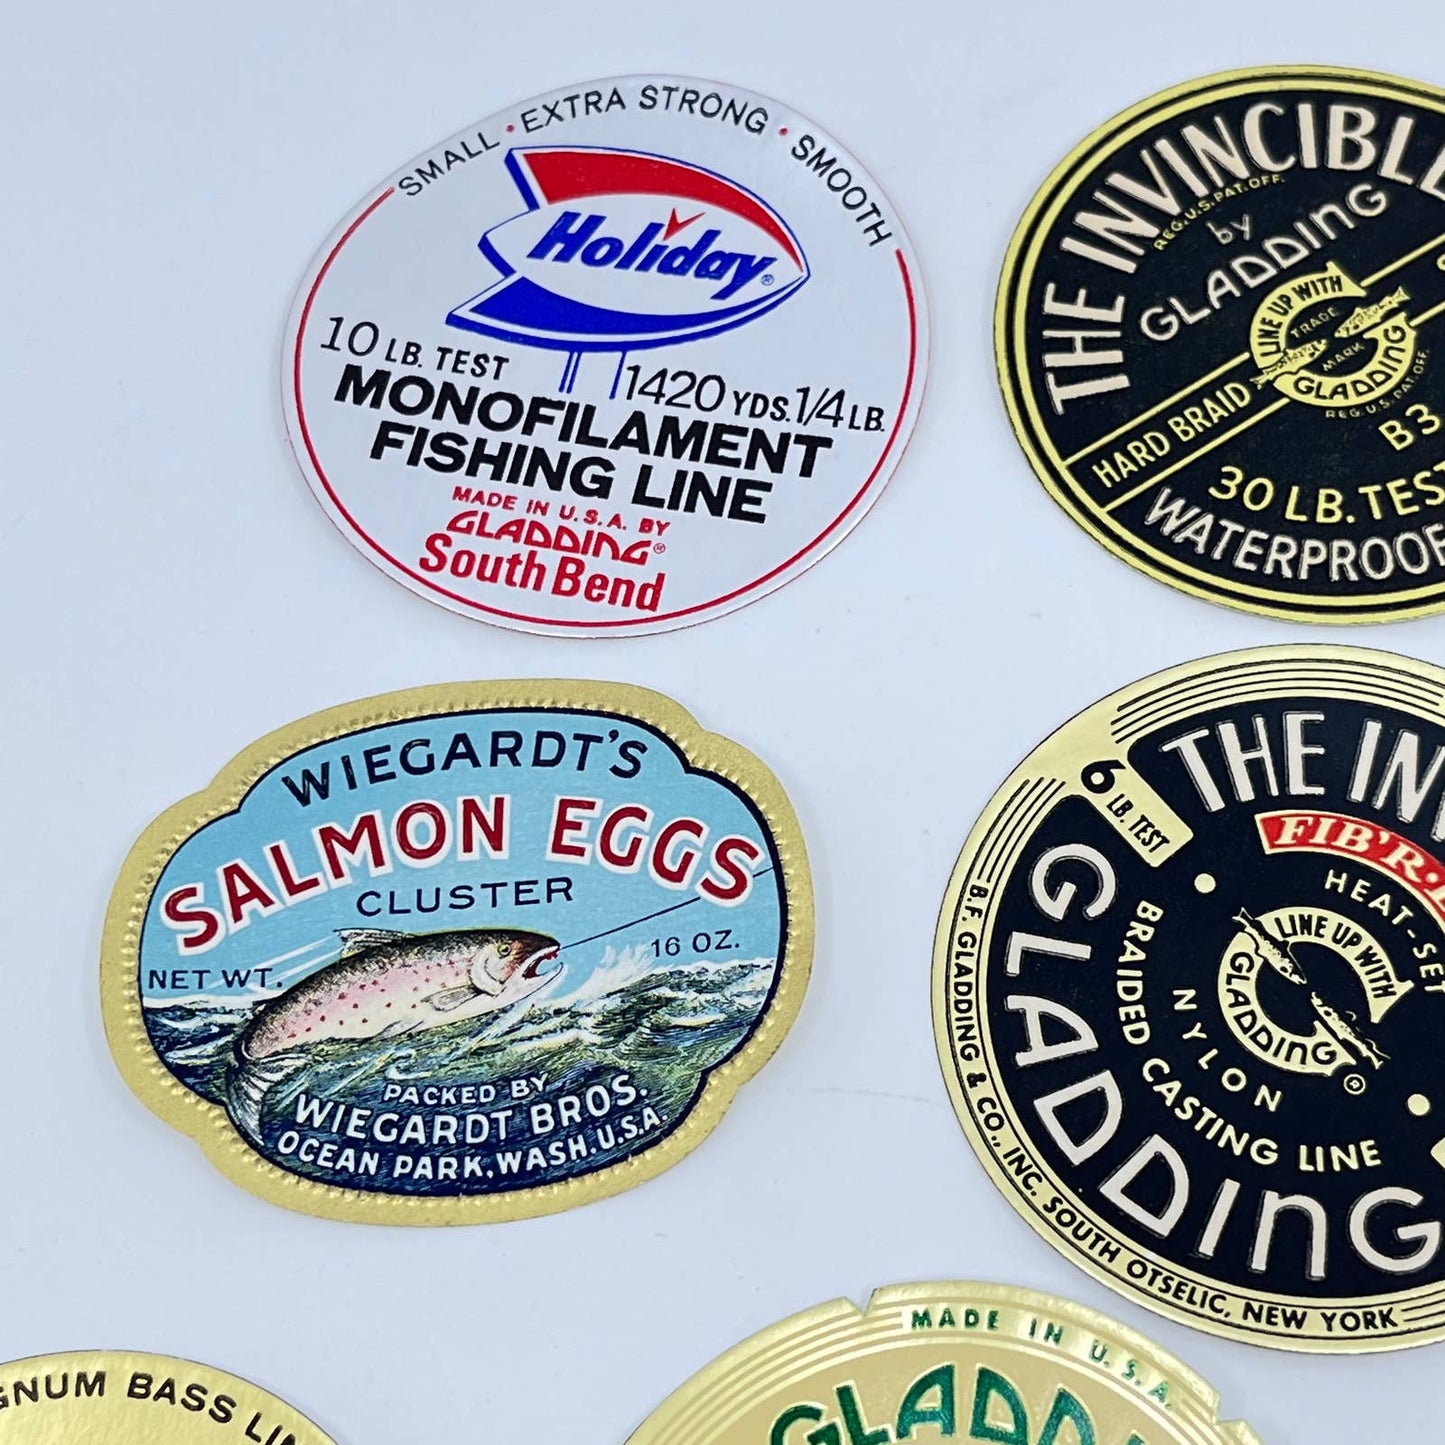 SMALL · EXTRA STRONG · SMOOTH
Holiday®
10 LB. TEST
1420 YDS. 1/4 LB.
MONOFILAMENT
FISHING LINE
MADE IN U.S.A. BY
GLADDING®
South Bend
THE INVINCIBLE
REG. U.S. PAT. OFF.
by
GLADDING
LINE UP WITH
TRADE
MARK
GLADDING
REG. U.S. PAT. OFF.
HARD BRAID
B3
30 LB. TEST
WATERPROOF
WIEGARDT'S
SALMON EGGS
CLUSTER
NET WT.
16 OZ.
PACKED BY
WIEGARDT BROS.
OCEAN PARK, WASH. U.S.A.
6 LB. TEST
THE INV
FIB'R
HEAT-SET
LINE UP WITH
GLADDING
®
NYLON
BRAIDED CASTING LINE
GLADDING
B.F. GLADDING & CO., INC. SOUTH OTSELIC, NEW YORK
GNUM BASS LIN
MADE IN U.S.A.
GLADD